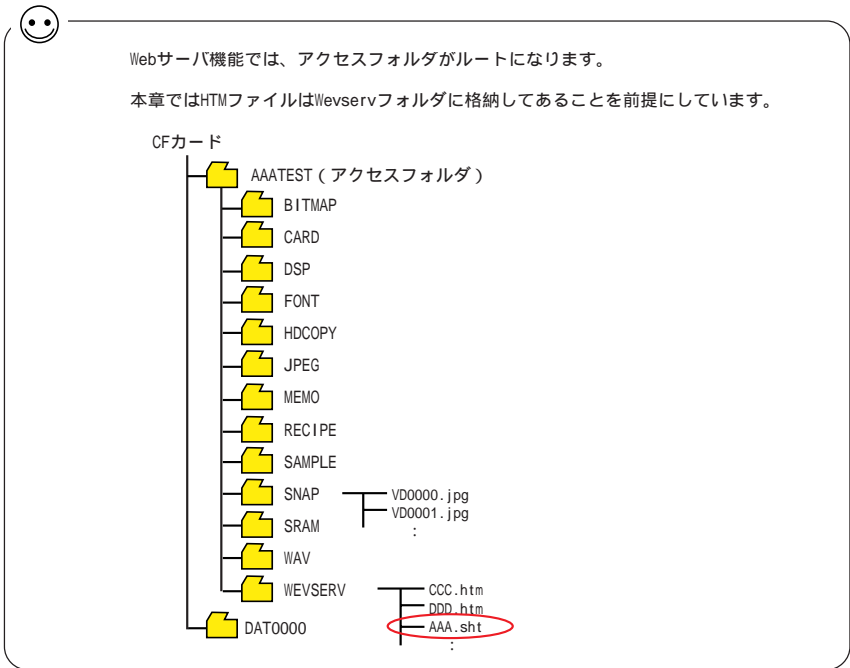 Webサーバ機能では、アクセスフォルダがルートになります。
本章ではHTMファイルはWevservフォルダに格納してあることを前提にしています。
CFカード
AAATEST(アクセスフォルダ)
BITMAP
CARD
DSP
FONT
HDCOPY
JPEG
MEMO
RECIPE
SAMPLE
SNAP
VD0000.jpg
VD0001.jpg
:
SRAM
WAV
WEVSERV
CCC.htm
DDD.htm
AAA.sht
:
DAT0000